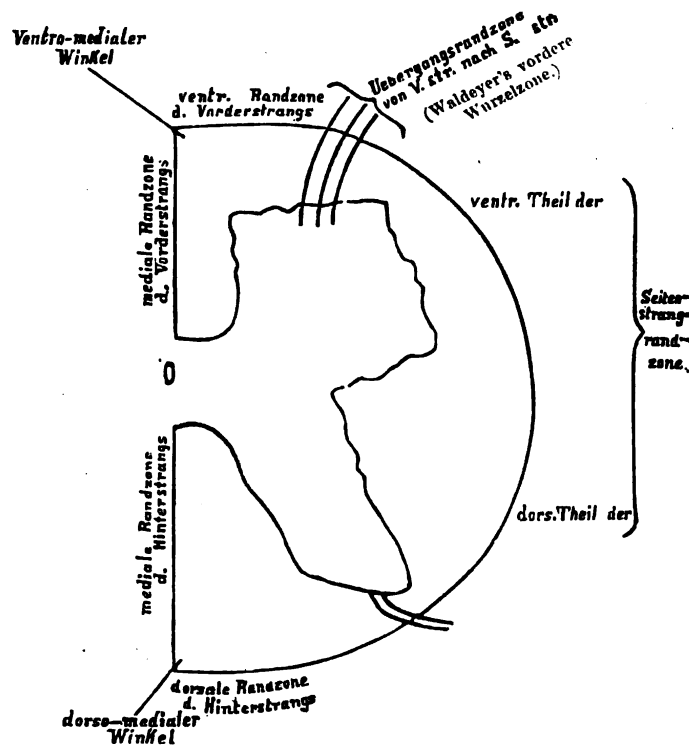 Ventro-medialer
Winkel
ventr. Randzone
d. Vorderstrangs
Uebergangsrandzone
von V. str. nach S. str
(Waldeyer's vordere
Wurzelzone.)
mediale Randzone
d. Vorderstrangs
ventr. Theil der
Seiten-
strang-
rand-
zone.
mediale Randzone
d. Hinterstrangs
dors. Theil der
dorsale Randzone
d. Hinterstrangs
dorso-medialer
Winkel